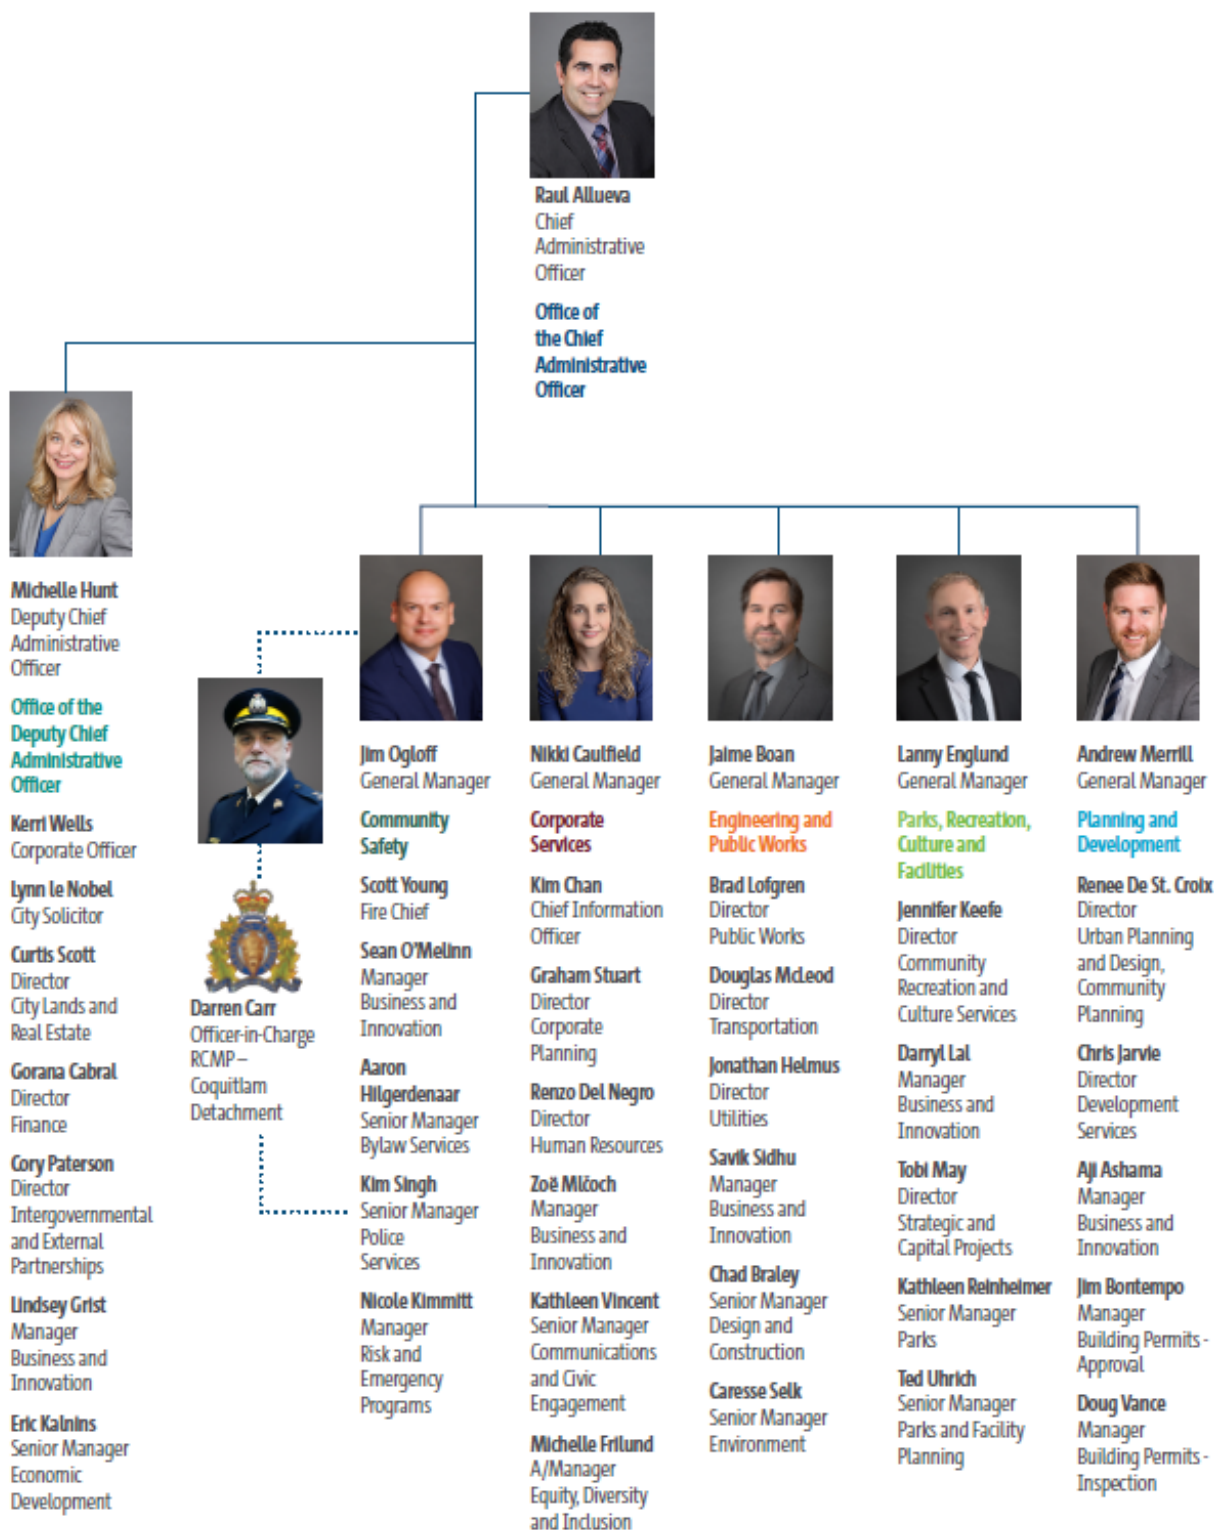 Raul Allueva
Chief
Administrative
Officer
Office of
the Chief
Administrative
Officer
Michelle Hunt
Deputy Chief
Administrative
Officer
Office of the
Deputy Chief
Administrative
Officer
Kerri Wells
Corporate Officer
Lynn le Nobel
City Solicitor
Curtis Scott
Director
City Lands and
Real Estate
Gorana Cabral
Director
Finance
Cory Paterson
Director
Intergovernmental
and External
Partnerships
Lindsey Grist
Manager
Business and
Innovation
Eric Kalnins
Senior Manager
Economic
Development
Darren Carr
Officer-in-Charge
RCMP –
Coquitlam
Detachment
Jim Ogloff
General Manager
Community
Safety
Scott Young
Fire Chief
Sean O'Melinn
Manager
Business and
Innovation
Aaron
Hilgerdenaar
Senior Manager
Bylaw Services
Kim Singh
Senior Manager
Police
Services
Nicole Kimmitt
Manager
Risk and
Emergency
Programs
Nikki Caulfield
General Manager
Corporate
Services
Kim Chan
Chief Information
Officer
Graham Stuart
Director
Corporate
Planning
Renzo Del Negro
Director
Human Resources
Zoë Mlčoch
Manager
Business and
Innovation
Kathleen Vincent
Senior Manager
Communications
and Civic
Engagement
Michelle Frilund
A/Manager
Equity, Diversity
and Inclusion
Jaime Boan
General Manager
Engineering and
Public Works
Brad Lofgren
Director
Public Works
Douglas McLeod
Director
Transportation
Jonathan Helmus
Director
Utilities
Savik Sidhu
Manager
Business and
Innovation
Chad Braley
Senior Manager
Design and
Construction
Caresse Selk
Senior Manager
Environment
Lanny Englund
General Manager
Parks, Recreation,
Culture and
Facilities
Jennifer Keefe
Director
Community
Recreation and
Culture Services
Darryl Lal
Manager
Business and
Innovation
Tobi May
Director
Strategic and
Capital Projects
Kathleen Reinheimer
Senior Manager
Parks
Ted Uhrich
Senior Manager
Parks and Facility
Planning
Andrew Merrill
General Manager
Planning and
Development
Renee De St. Croix
Director
Urban Planning
and Design,
Community
Planning
Chris Jarvie
Director
Development
Services
Aji Ashama
Manager
Business and
Innovation
Jim Bontempo
Manager
Building Permits -
Approval
Doug Vance
Manager
Building Permits -
Inspection